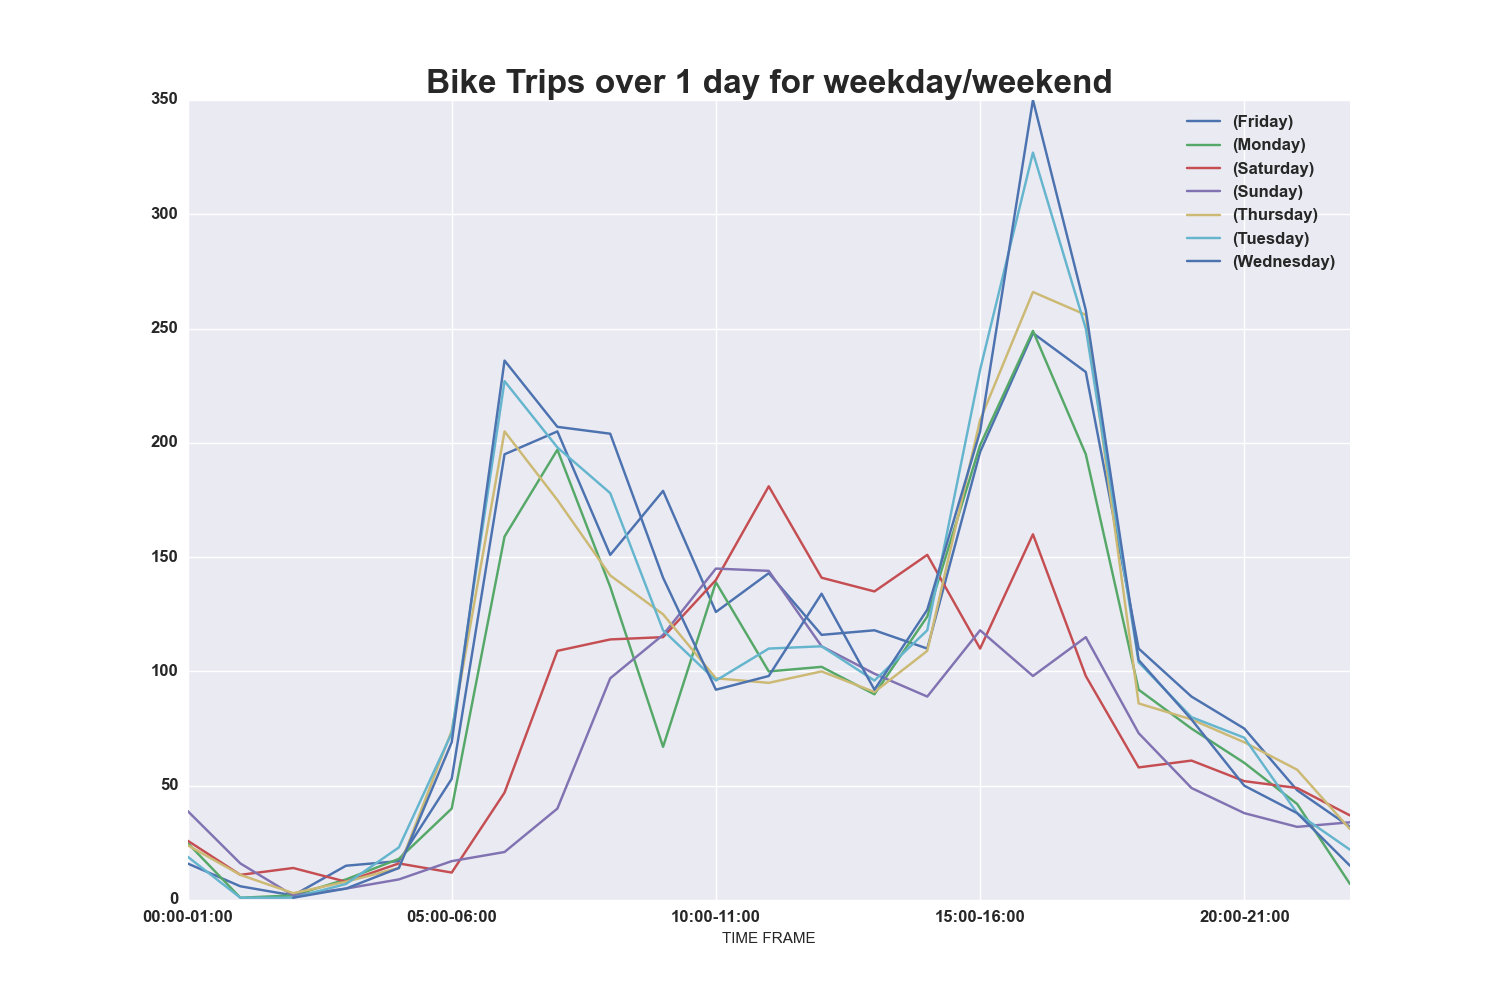 Bike Trips over 1 day for weekday/weekend
350
300
250
200
150
100
50
0
(Friday)
(Monday)
(Saturday)
(Sunday)
(Thursday)
(Tuesday)
(Wednesday)
00:00-01:00 05:00-06:00 10:00-11:00 15:00-16:00 20:00-21:00
TIME FRAME